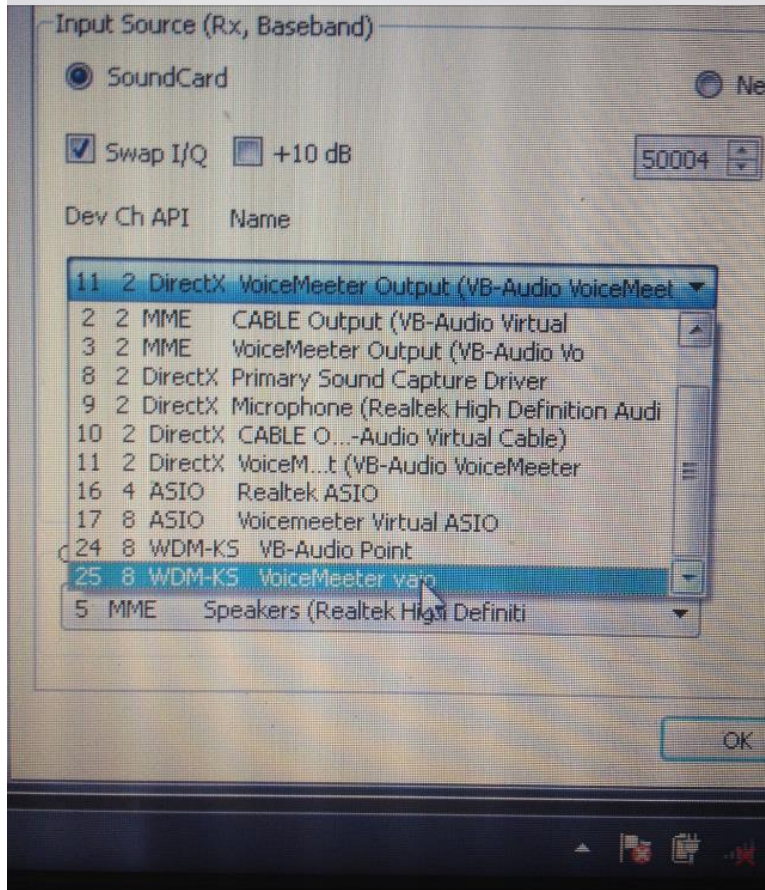 Input Source (Rx, Baseband)
SoundCard
Ne
Swap I/Q +10 dB 50004
Dev Ch API Name
11 2 DirectX VoiceMeeter Output (VB-Audio VoiceMeet
2 2 MME CABLE Output (VB-Audio Virtual
3 2 MME VoiceMeeter Output (VB-Audio Vo
8 2 DirectX Primary Sound Capture Driver
9 2 DirectX Microphone (Realtek High Definition Audi
10 2 DirectX CABLE O...-Audio Virtual Cable)
11 2 DirectX VoiceM...t (VB-Audio VoiceMeeter
16 4 ASIO Realtek ASIO
17 8 ASIO Voicemeeter Virtual ASIO
24 8 WDM-KS VB-Audio Point
25 8 WDM-KS VoiceMeeter vaio
5 MME Speakers (Realtek High Definiti
OK